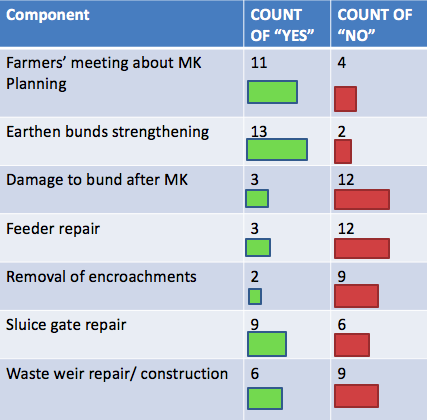 Component COUNT OF “YES” COUNT OF “NO”
Farmers’ meeting about MK Planning 11 4
Earthen bunds strengthening 13 2
Damage to bund after MK 3 12
Feeder repair 3 12
Removal of encroachments 2 9
Sluice gate repair 9 6
Waste weir repair/ construction 6 9